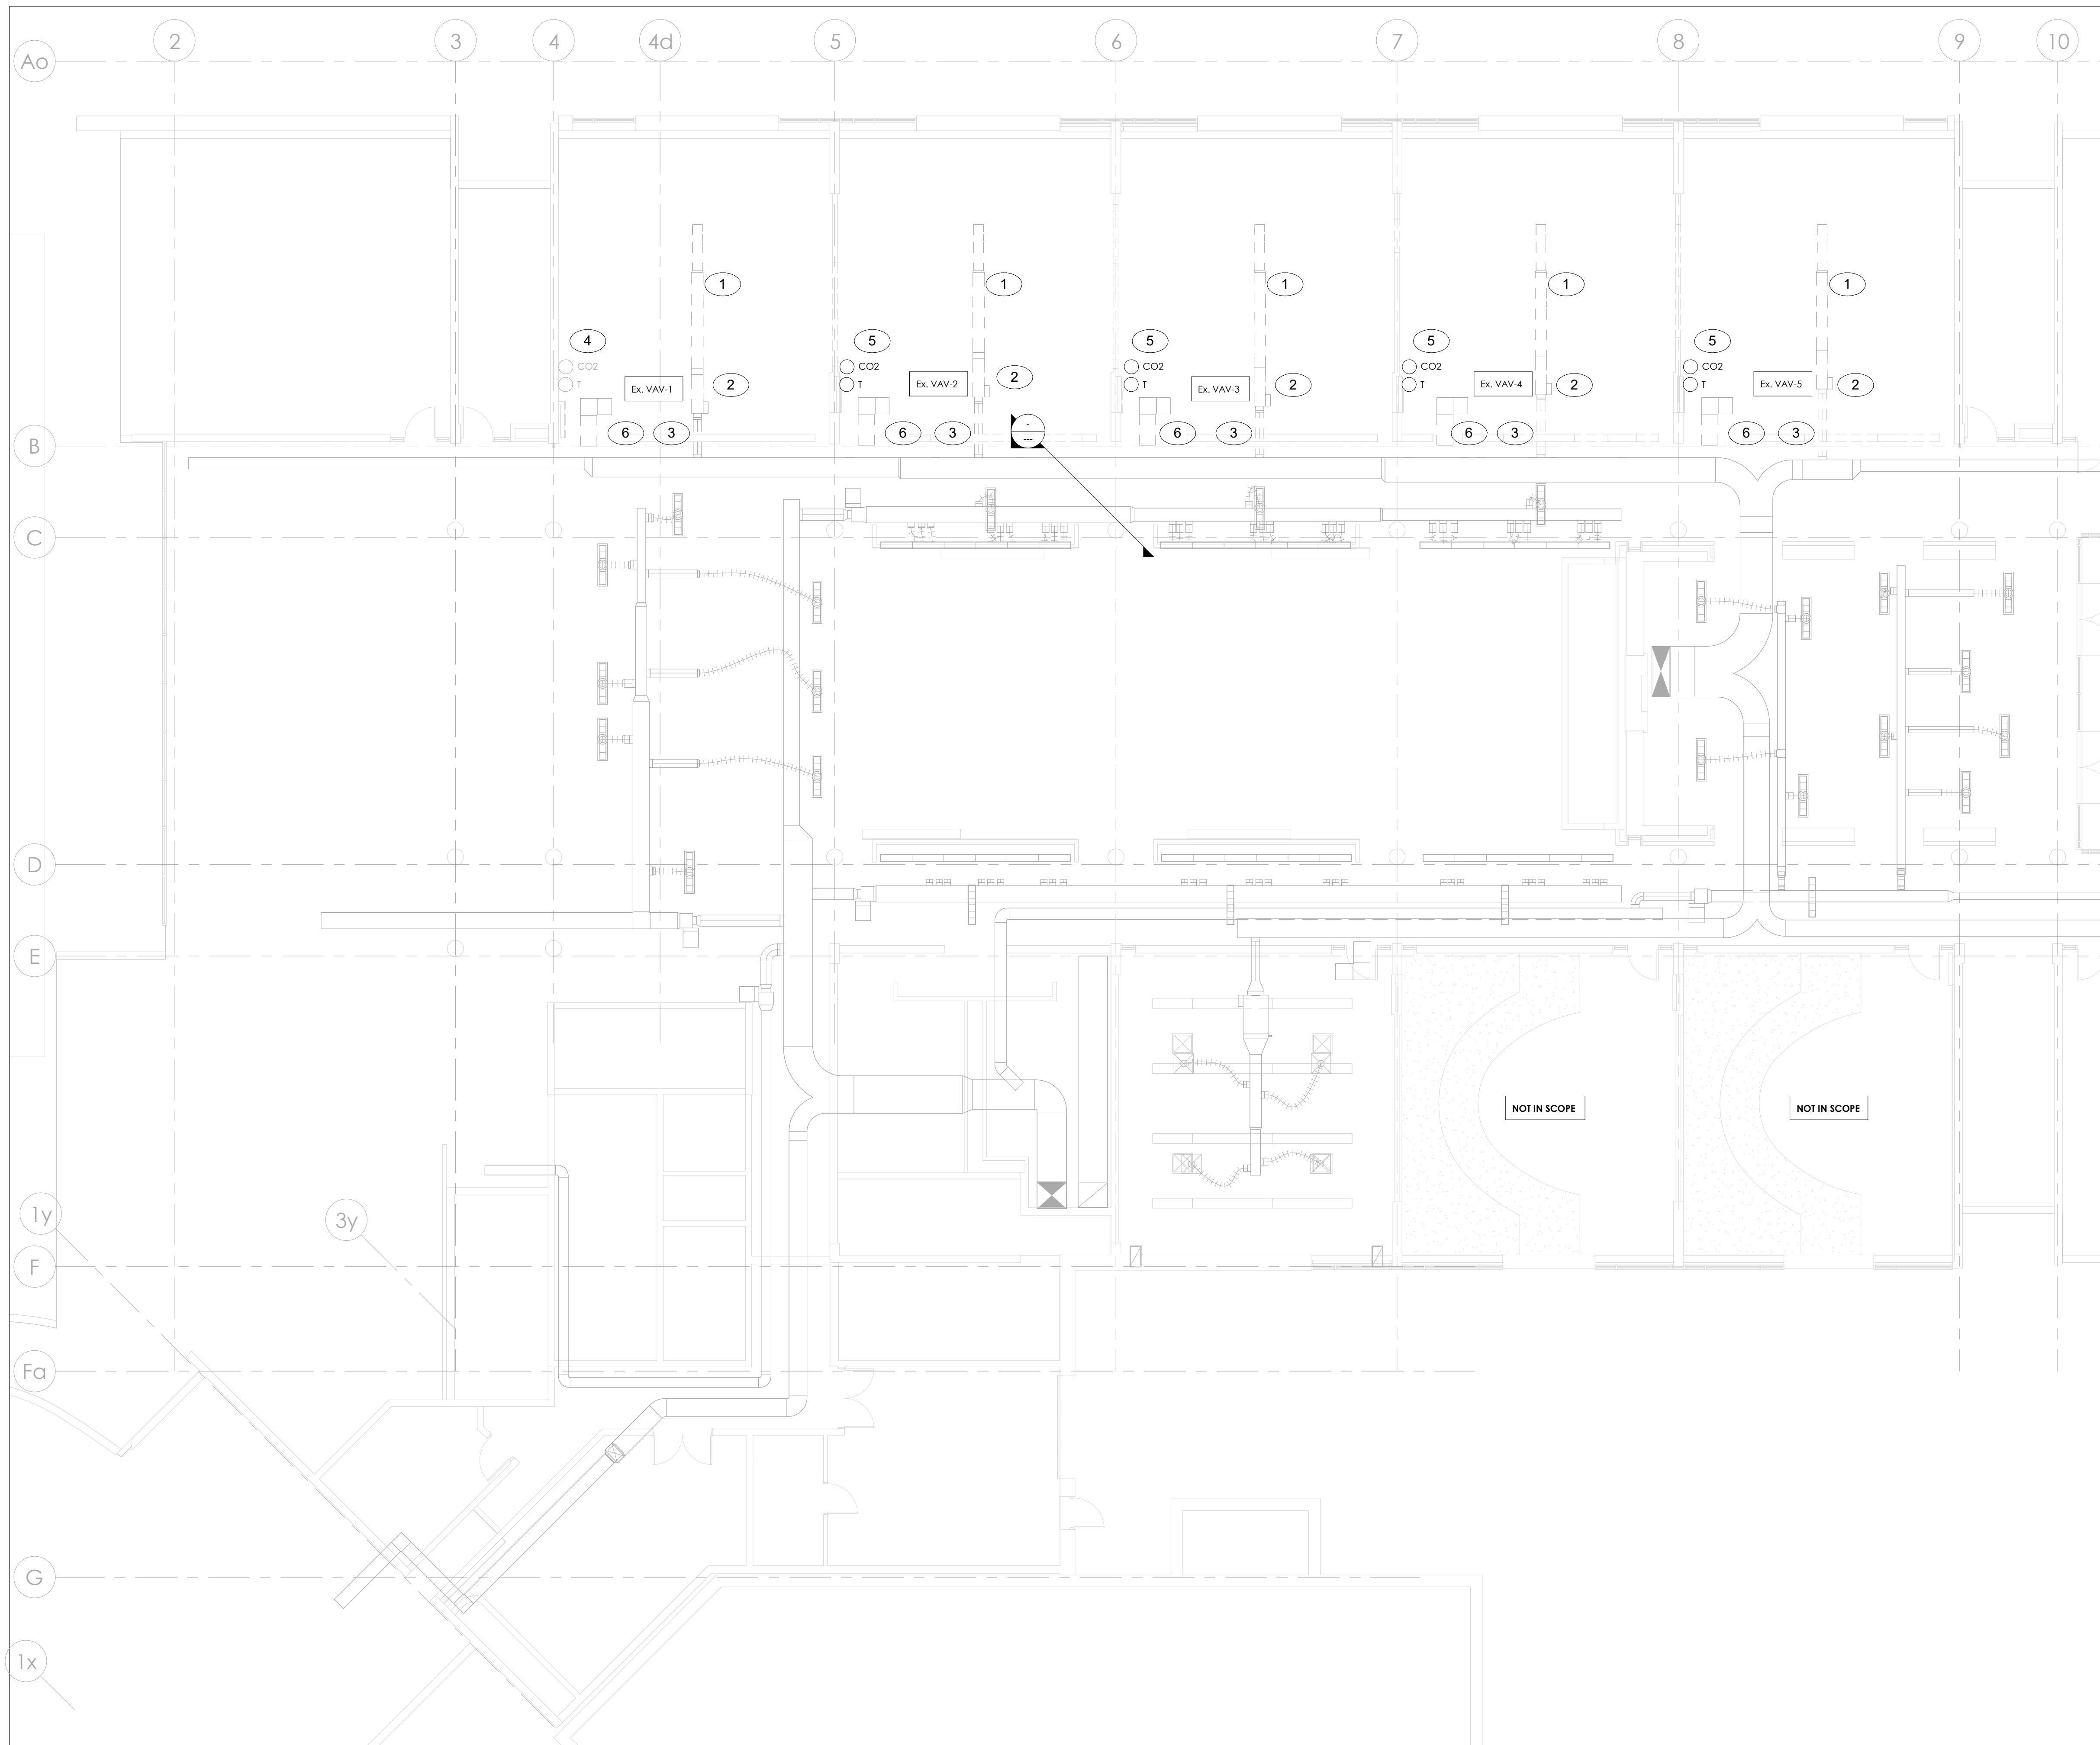 2 3 4 4d 5 6 7 8 9 10
Ao
1 1 1 1 1
4 5 5 5 5
CO2 CO2 CO2 CO2 CO2
T T T T T
Ex. VAV-1 2 Ex. VAV-2 2 Ex. VAV-3 2 Ex. VAV-4 2 Ex. VAV-5 2
6 3 6 3 6 3 6 3 6 3
-
---
B
C
D
E
NOT IN SCOPE NOT IN SCOPE
1y
3y
F
Fa
G
1x